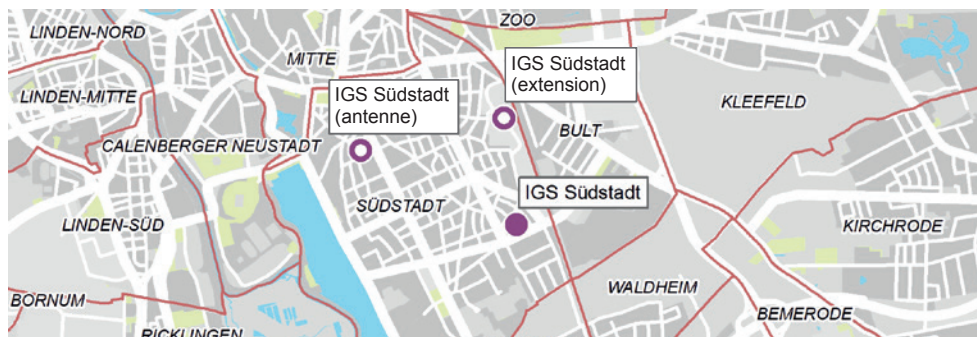 ZOO
LINDEN-NORD
MITTE
IGS Südstadt
(extension)
IGS Südstadt
(antenne)
LINDEN-MITTE
KLEEFELD
BULT
CALENBERGER NEUSTADT
IGS Südstadt
SÜDSTADT
LINDEN-SÜD
KIRCHRODE
WALDHEIM
BORNUM
BEMERODE
RICKLINGEN